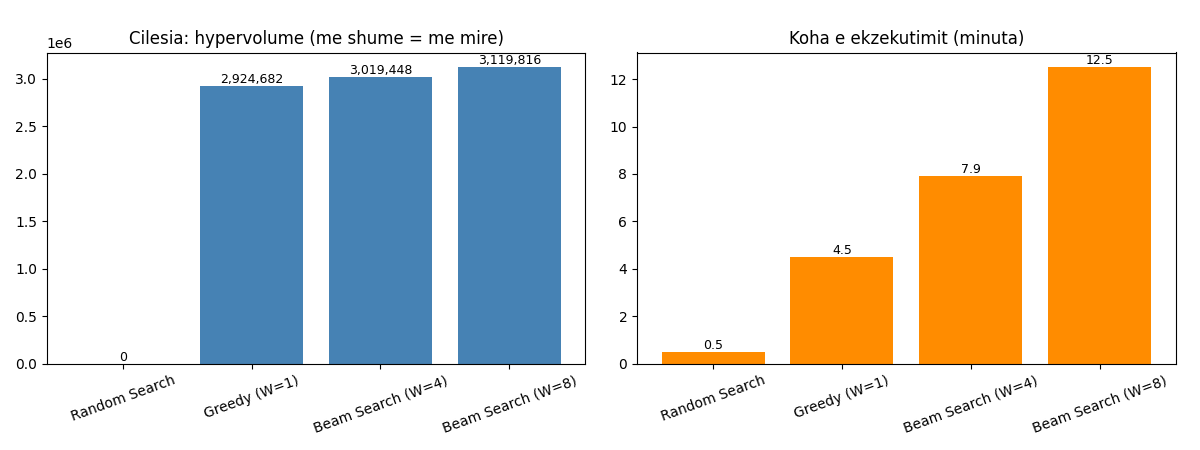 Cilesia: hypervolume (me shume = me mire)
1e6
3.0
2.5
2.0
1.5
1.0
0.5
0.0
0
2,924,682
3,019,448
3,119,816
Random Search
Greedy (W=1)
Beam Search (W=4)
Beam Search (W=8)
Koha e ekzekutimit (minuta)
12
10
8
6
4
2
0
0.5
4.5
7.9
12.5
Random Search
Greedy (W=1)
Beam Search (W=4)
Beam Search (W=8)